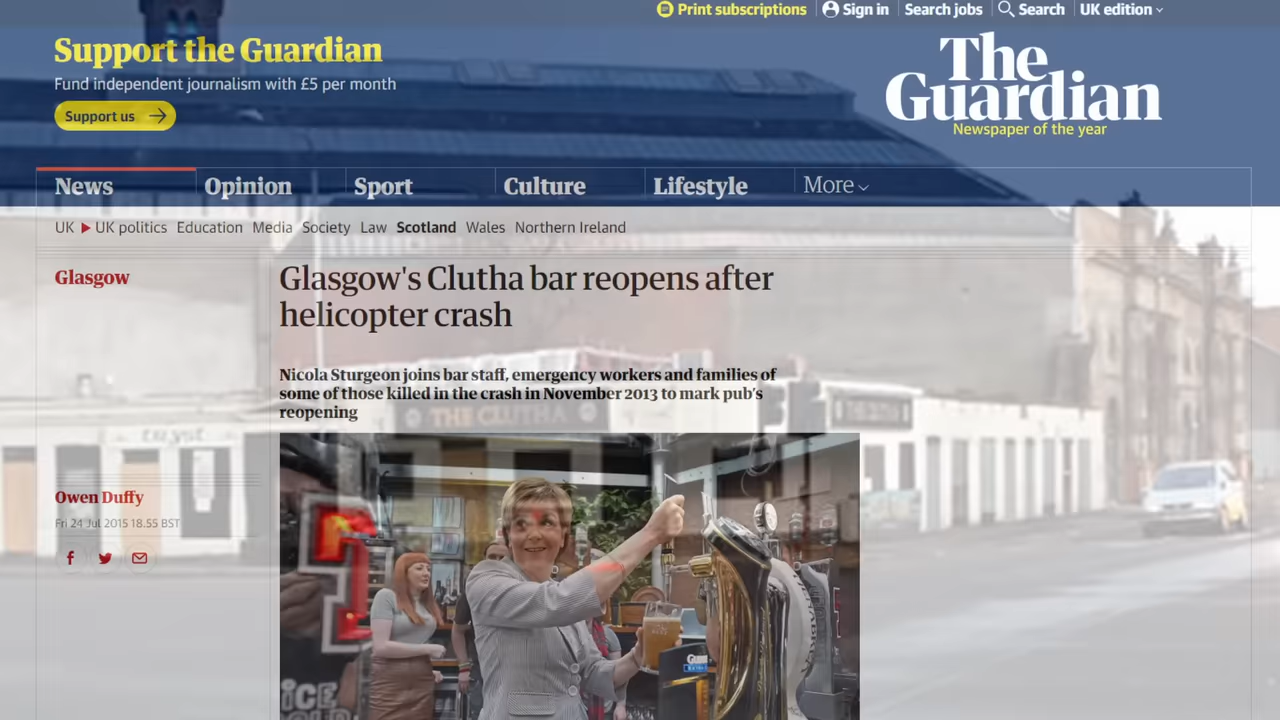 Print subscriptions
Sign in
Search jobs
Search
UK edition
Support the Guardian
Fund independent journalism with £5 per month
Support us
The
Guardian
Newspaper of the year
News
Opinion
Sport
Culture
Lifestyle
More
UK
UK politics
Education
Media
Society
Law
Scotland
Wales
Northern Ireland
Glasgow
Glasgow's Clutha bar reopens after
helicopter crash
Nicola Sturgeon joins bar staff, emergency workers and families of
some of those killed in the crash in November 2013 to mark pub's
reopening
THE CLUTHA
THE CLUTHA
Owen Duffy
Fri 24 Jul 2015 18.55 BST
ICE
COLD